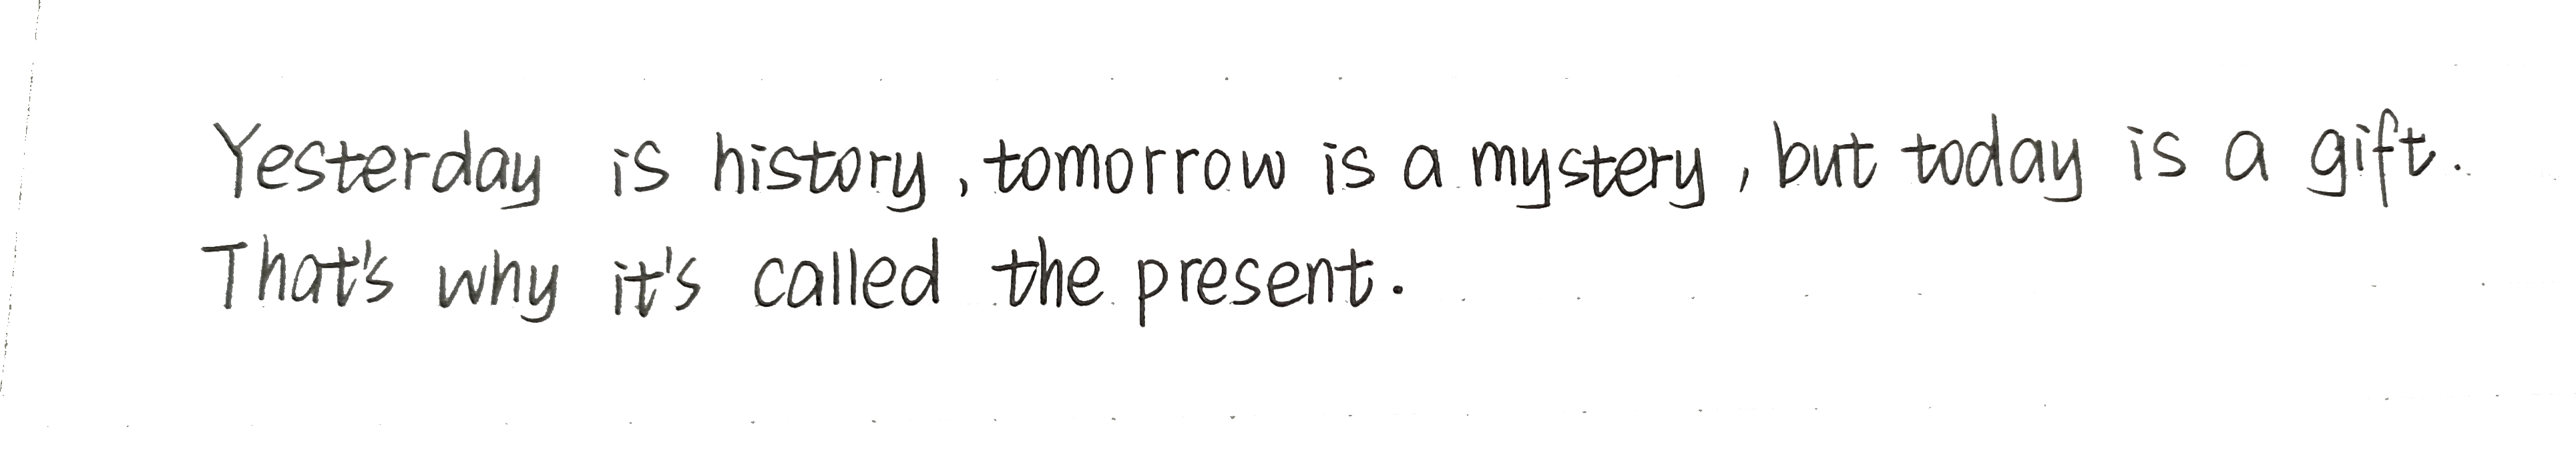 Yesterday is history, tomorrow is a mystery, but today is a gift.
That's why it's called the present.